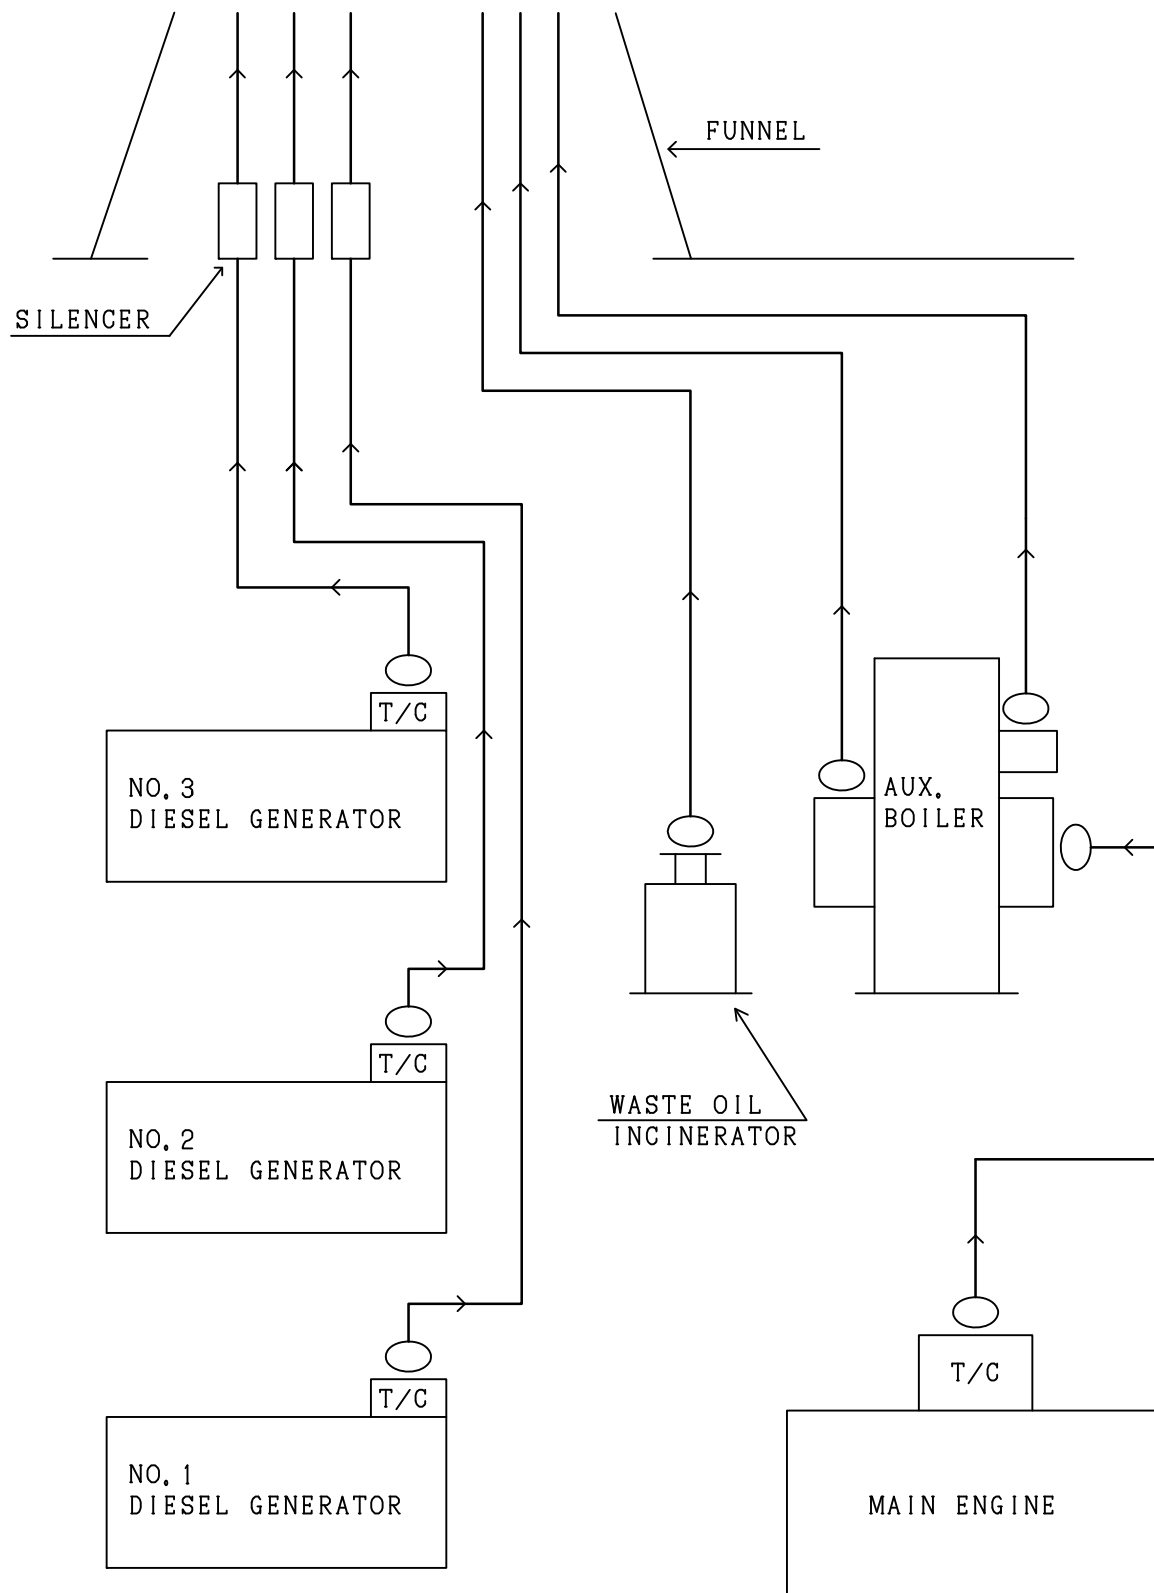 FUNNEL
SILENCER
T/C
NO. 3
DIESEL GENERATOR
AUX.
BOILER
T/C
WASTE OIL
INCINERATOR
NO. 2
DIESEL GENERATOR
T/C
T/C
NO. 1
DIESEL GENERATOR
MAIN ENGINE